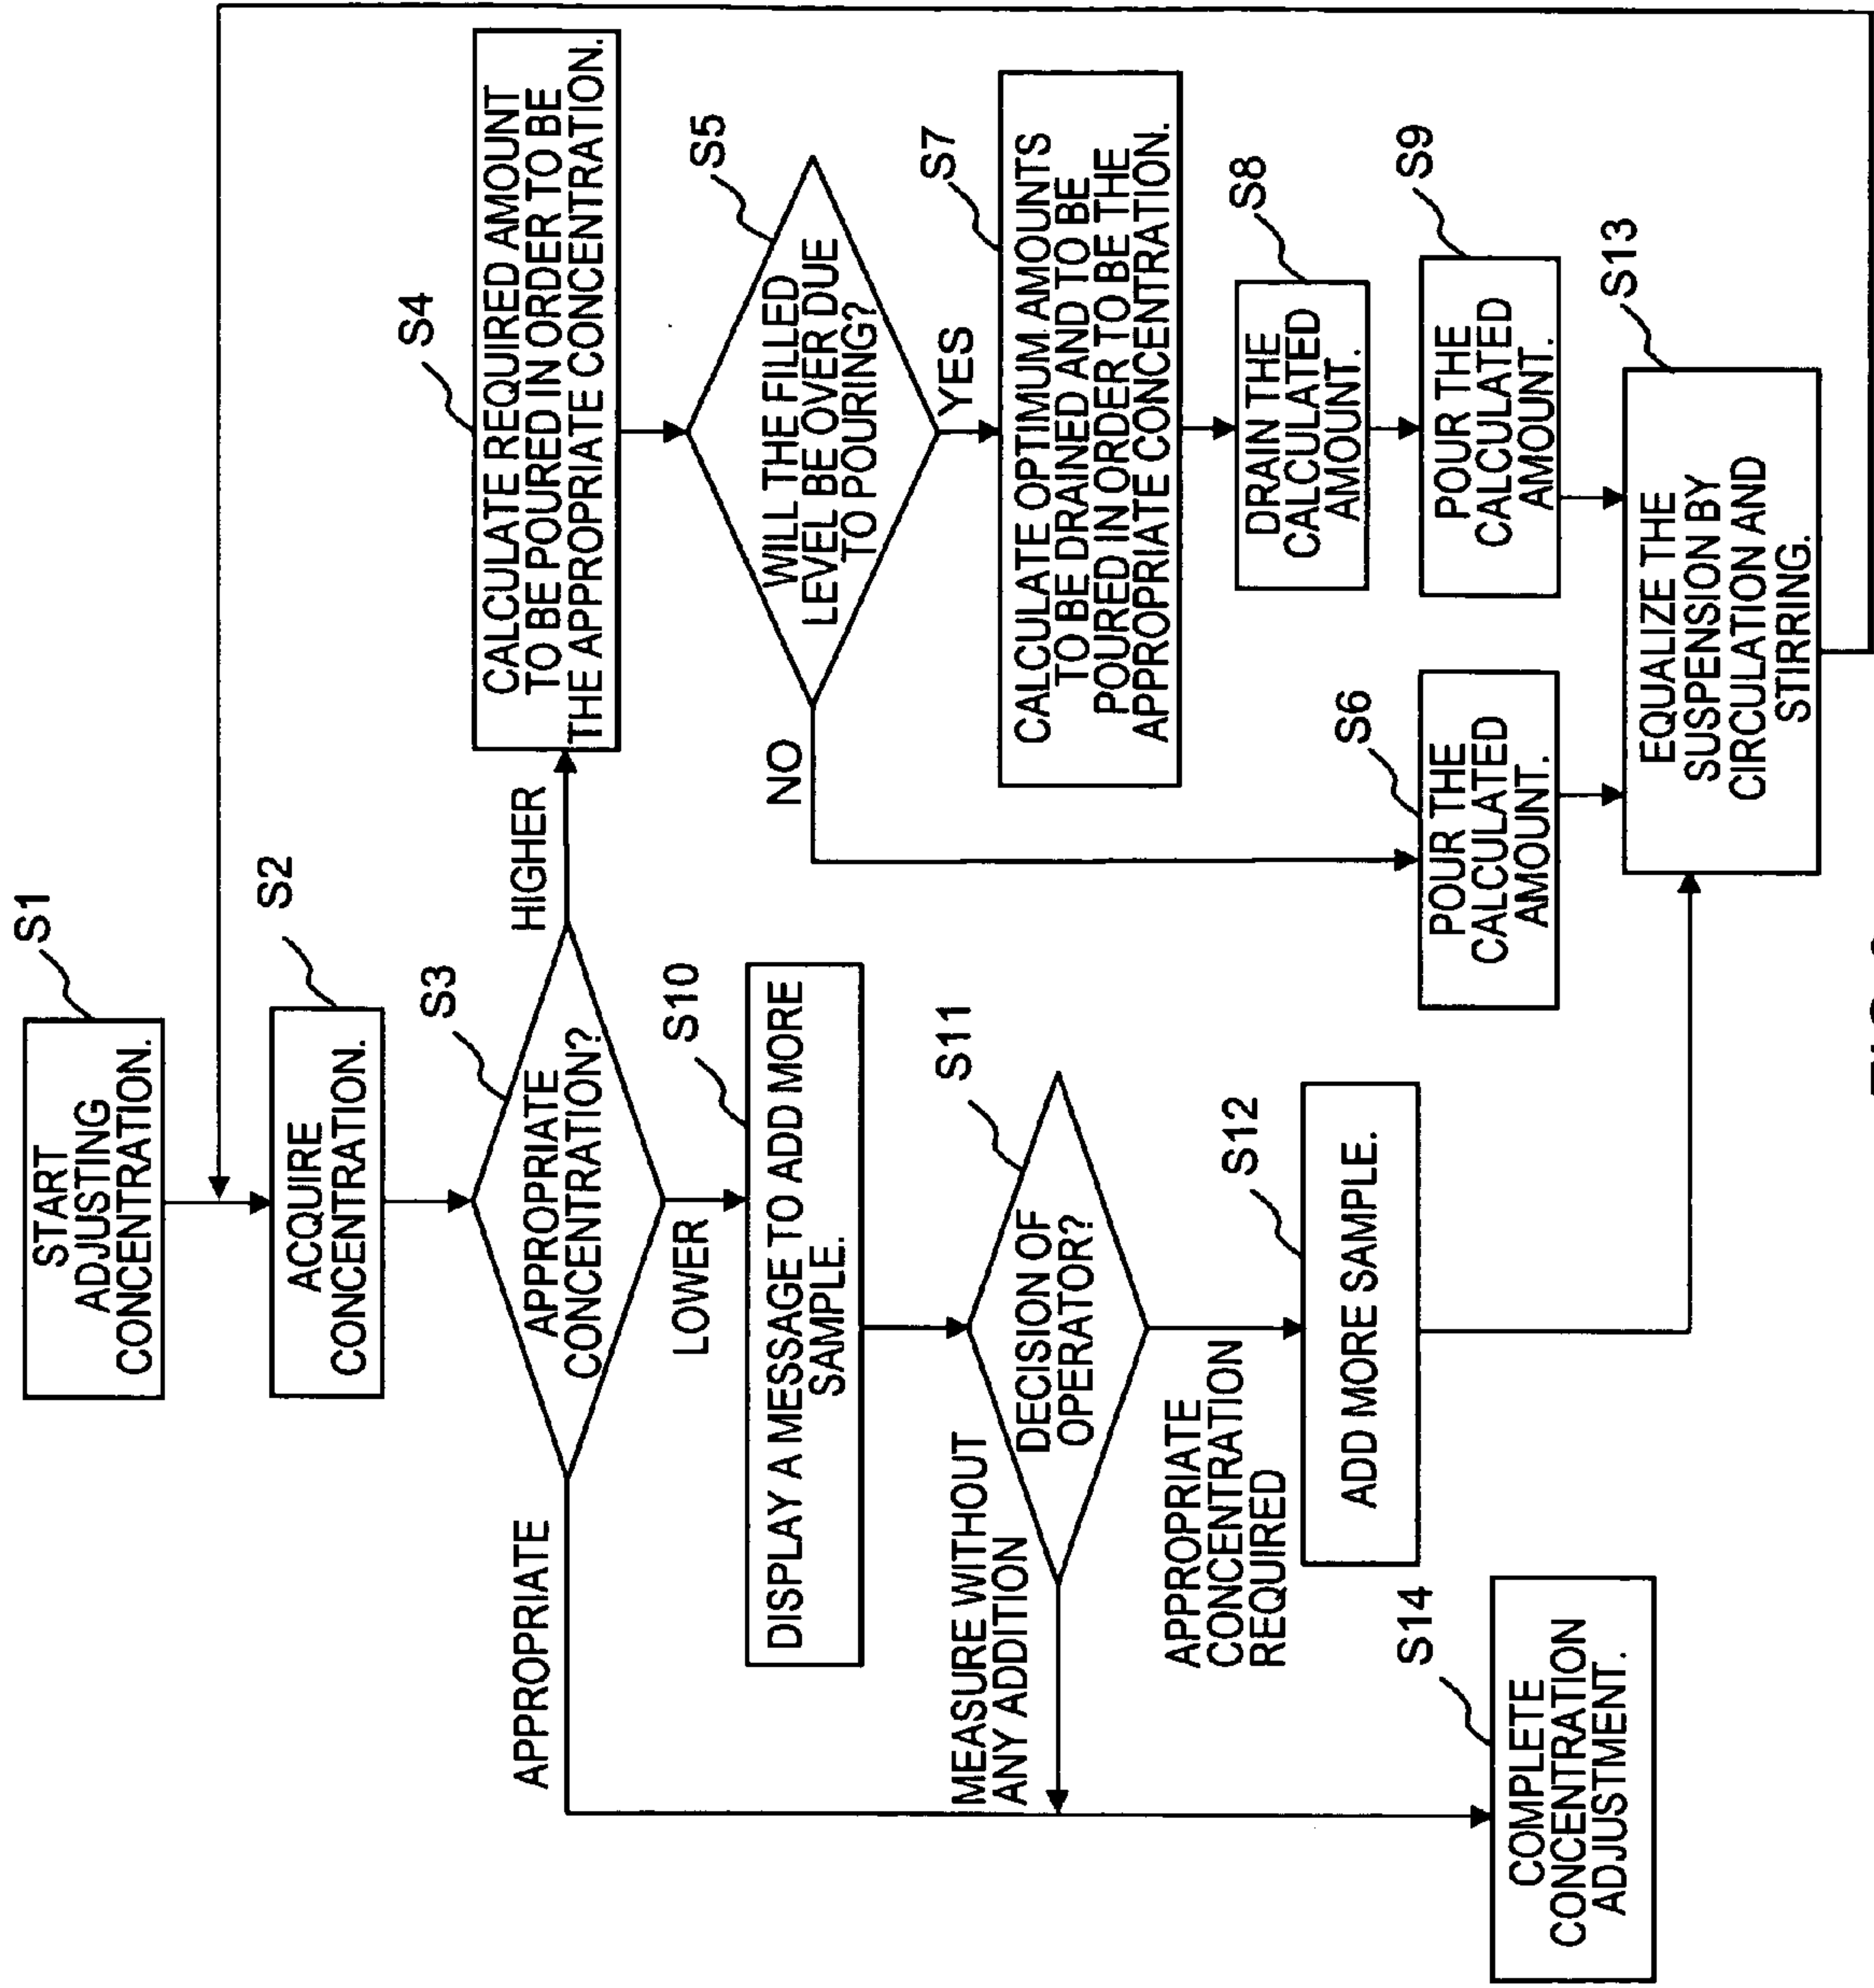 S1
START
ADJUSTING
CONCENTRATION.
S2
ACQUIRE
CONCENTRATION.
S3
APPROPRIATE
CONCENTRATION?
APPROPRIATE
HIGHER
LOWER
S4
CALCULATE REQUIRED AMOUNT
TO BE POURED IN ORDER TO BE
THE APPROPRIATE CONCENTRATION.
S5
WILL THE FILLED
LEVEL BE OVER DUE
TO POURING?
NO
YES
S7
CALCULATE OPTIMUM AMOUNTS
TO BE DRAINED AND TO BE
POURED IN ORDER TO BE THE
APPROPRIATE CONCENTRATION.
S8
DRAIN THE
CALCULATED
AMOUNT.
S9
POUR THE
CALCULATED
AMOUNT.
S6
POUR THE
CALCULATED
AMOUNT.
S10
DISPLAY A MESSAGE TO ADD MORE
SAMPLE.
S11
DECISION OF
OPERATOR?
MEASURE WITHOUT
ANY ADDITION
APPROPRIATE
CONCENTRATION
REQUIRED
S12
ADD MORE SAMPLE.
S13
EQUALIZE THE
SUSPENSION BY
CIRCULATION AND
STIRRING.
S14
COMPLETE
CONCENTRATION
ADJUSTMENT.